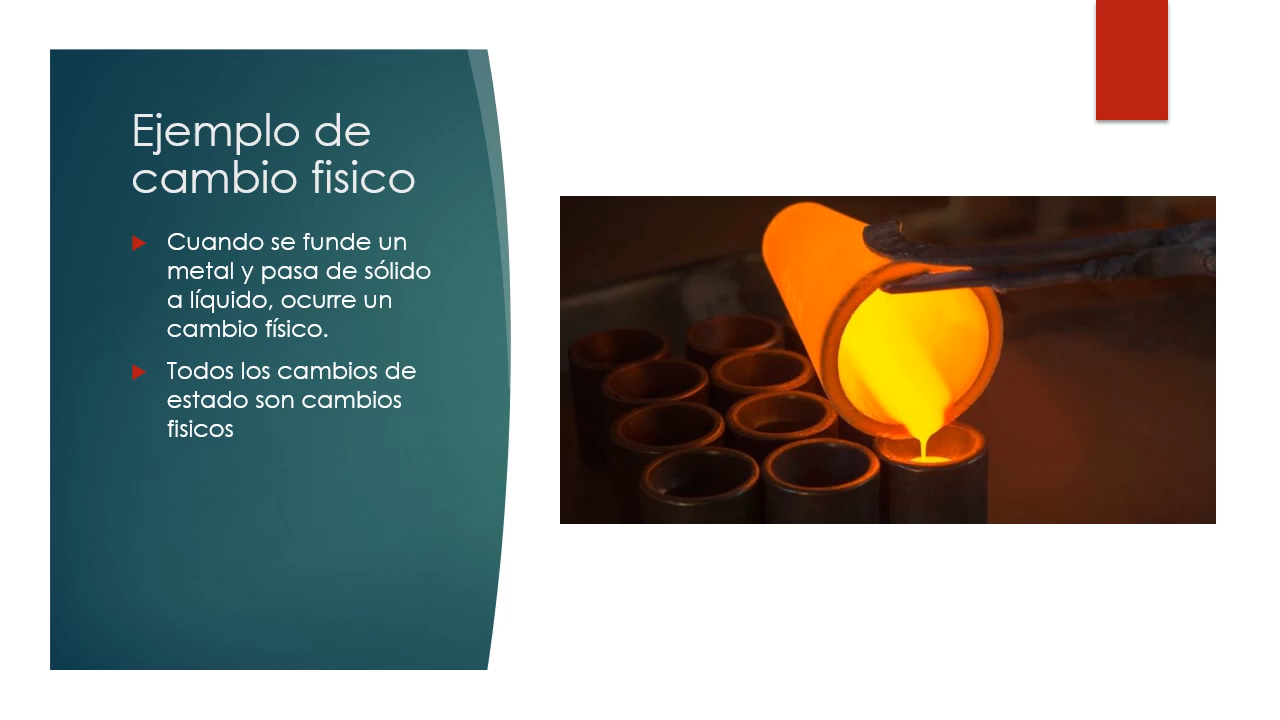 Ejemplo de
cambio fisico
Cuando se funde un
metal y pasa de sólido
a líquido, ocurre un
cambio físico.
Todos los cambios de
estado son cambios
fisicos